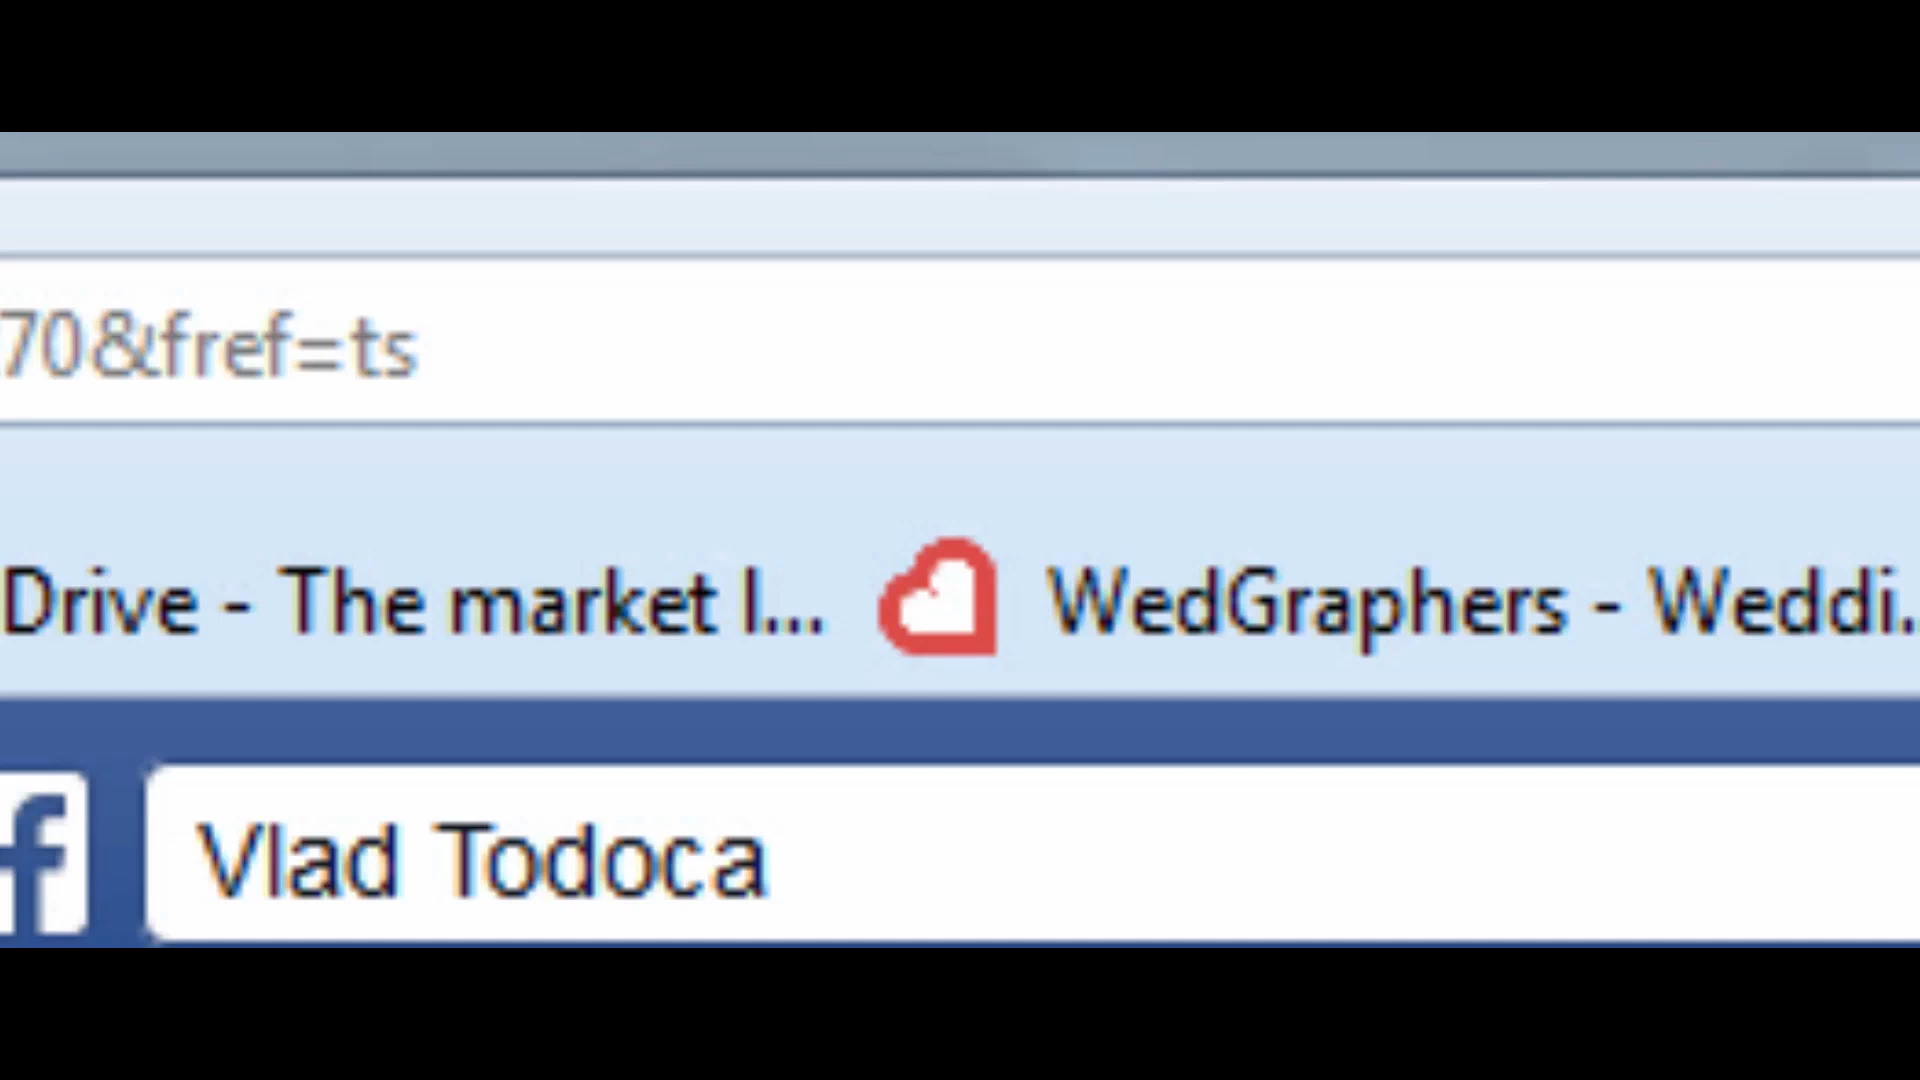 70&fref=ts
Drive - The market l... WedGraphers - Weddi...
f Vlad Todoca